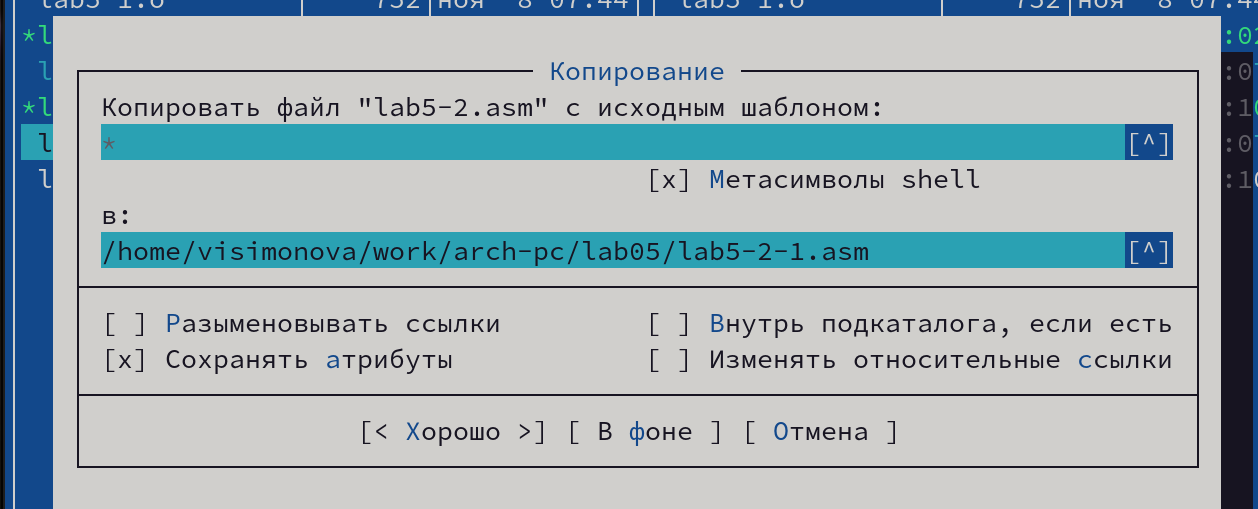 lab5 1.o 752 ноя 8 07:44 lab5 1.o 752 ноя 8 07:4
*l
Копирование
l
*l
Копировать файл "lab5-2.asm" с исходным шаблоном:
l
*
[^]
l
[x] Метасимволы shell
в:
/home/visimonova/work/arch-pc/lab05/lab5-2-1.asm
[^]
[ ] Разыменовывать ссылки [ ] Внутрь подкаталога, если есть
[x] Сохранять атрибуты [ ] Изменять относительные ссылки
[< Хорошо >] [ В фоне ] [ Отмена ]